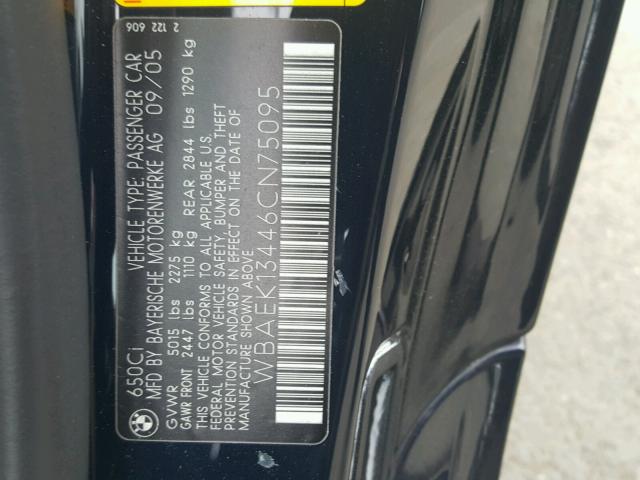 650Ci VEHICLE TYPE: PASSENGER CAR
MFD BY BAYERISCHE MOTORENWERKE AG 09/05
GVWR 5015 lbs 2275 kg
GAWR FRONT 2447 lbs 1110 kg REAR 2844 lbs 1290 kg
THIS VEHICLE CONFORMS TO ALL APPLICABLE U.S.
FEDERAL MOTOR VEHICLE SAFETY, BUMPER AND THEFT
PREVENTION STANDARDS IN EFFECT ON THE DATE OF
MANUFACTURE SHOWN ABOVE
WBAEK13446CN75095
606 2 122